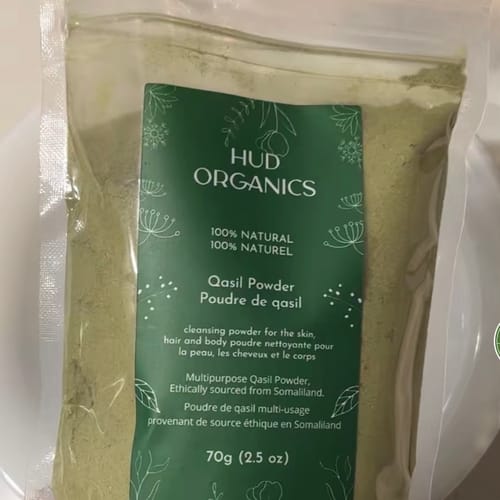 HUD
ORGANICS
100% NATURAL
100% NATUREL
Qasil Powder
Poudre de qasil
cleansing powder for the skin,
hair and body poudre nettoyante pour
la peau, les cheveux et le corps
Multipurpose Qasil Powder,
Ethically sourced from Somaliland.
Poudre de qasil multi-usage
provenant de source éthique en Somaliland
70g (2.5 oz)